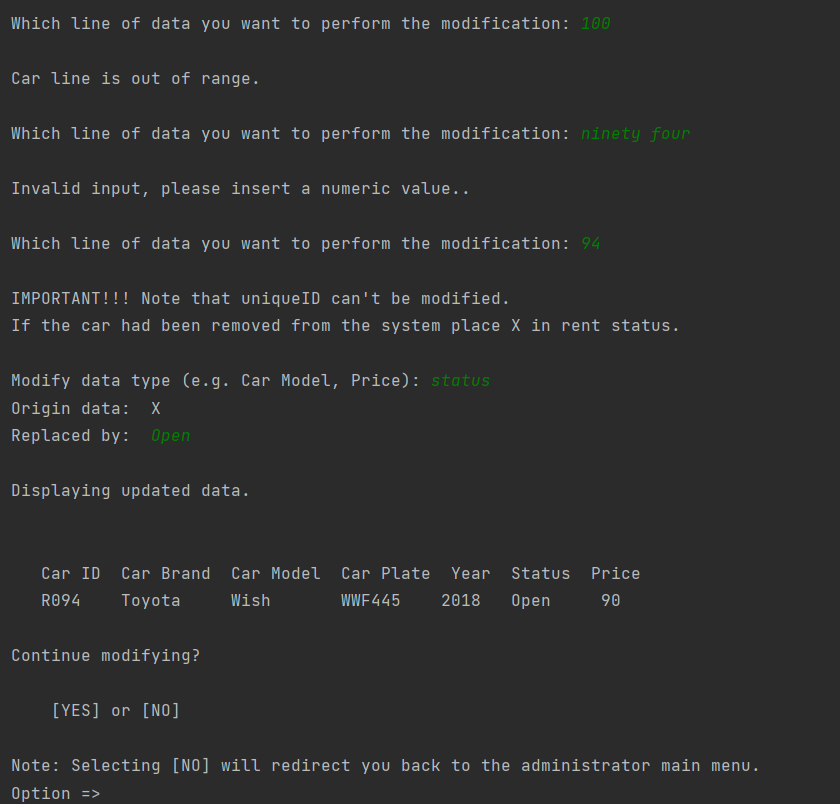 Which line of data you want to perform the modification: 100
Car line is out of range.
Which line of data you want to perform the modification: ninety four
Invalid input, please insert a numeric value..
Which line of data you want to perform the modification: 94
IMPORTANT!!! Note that uniqueID can't be modified.
If the car had been removed from the system place X in rent status.
Modify data type (e.g. Car Model, Price): status
Origin data:  X
Replaced by:  Open
Displaying updated data.
Car ID  Car Brand  Car Model  Car Plate  Year  Status  Price
R094    Toyota     Wish       WWF445    2018   Open     90
Continue modifying?
[YES] or [NO]
Note: Selecting [NO] will redirect you back to the administrator main menu.
Option =>